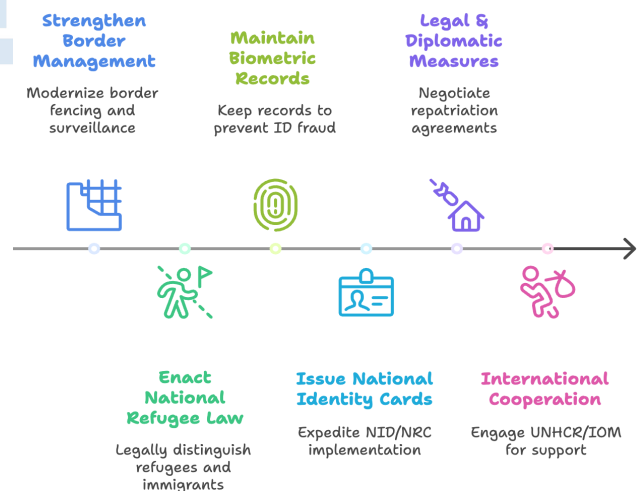 Strengthen
Border
Management
Modernize border
fencing and
surveillance
Maintain
Biometric
Records
Keep records to
prevent ID fraud
Legal &
Diplomatic
Measures
Negotiate
repatriation
agreements
Enact
National
Refugee Law
Legally distinguish
refugees and
immigrants
Issue National
Identity Cards
Expedite NID/NRC
implementation
International
Cooperation
Engage UNHCR/IOM
for support